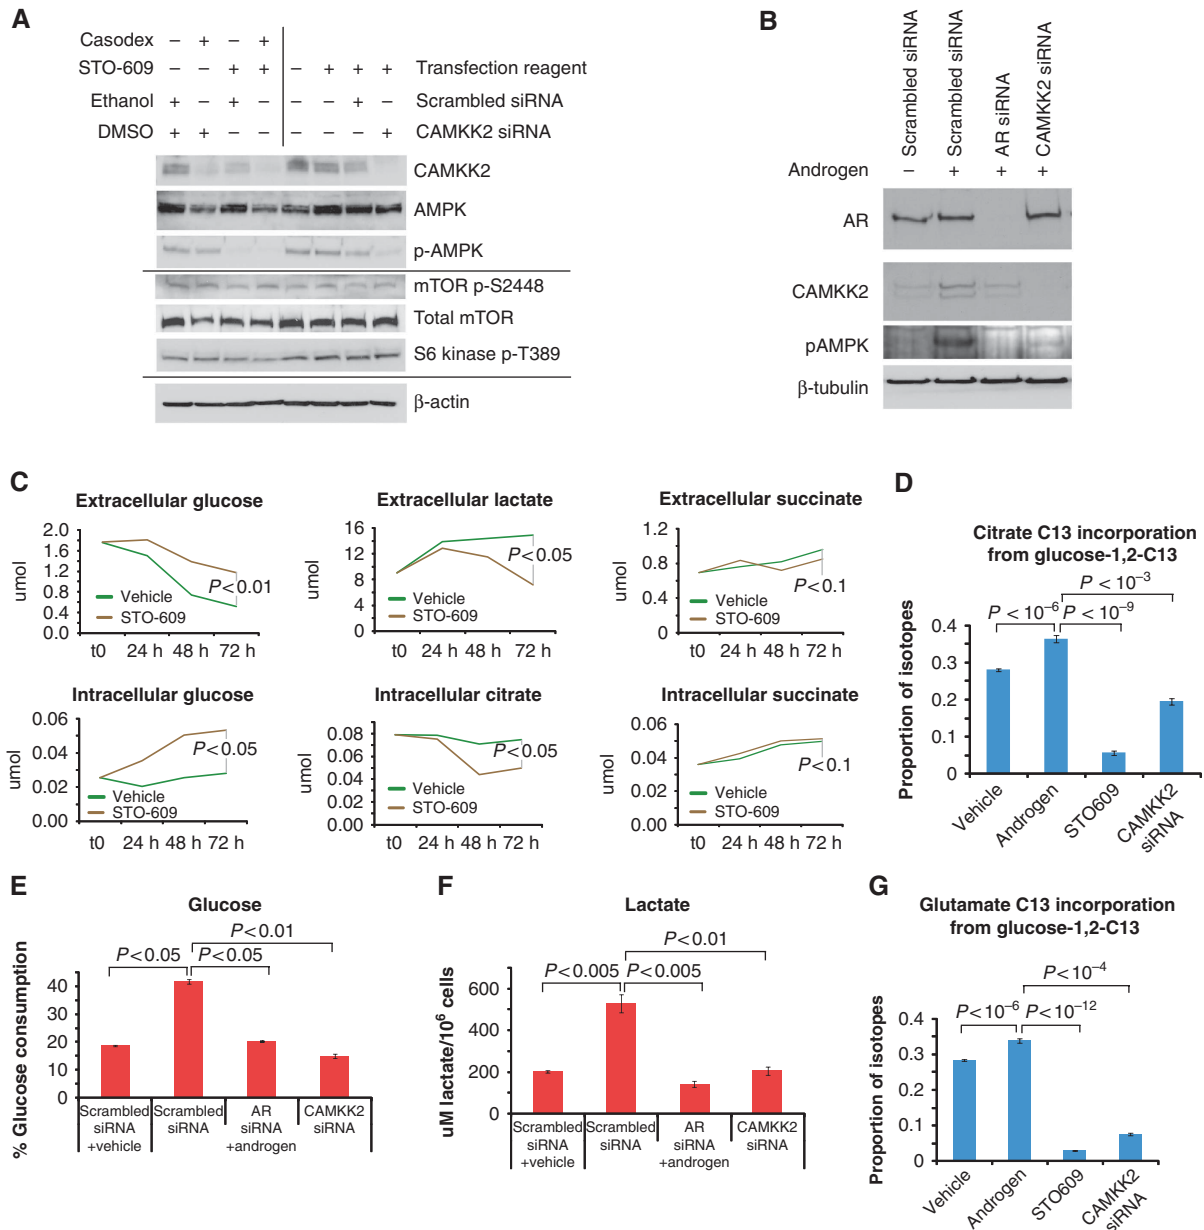 A
Casodex – + – + 
STO-609 – – + + – + + + Transfection reagent
Ethanol + – + – – – + – Scrambled siRNA
DMSO + + – – – – – + CAMKK2 siRNA
CAMKK2
AMPK
p-AMPK
mTOR p-S2448
Total mTOR
S6 kinase p-T389
β-actin
B
Scrambled siRNA
Scrambled siRNA
AR siRNA
CAMKK2 siRNA
Androgen – + + +
AR
CAMKK2
pAMPK
β-tubulin
C
Extracellular glucose
umol
2.0
1.6
1.2
0.8
0.4
0.0
P<0.01
Vehicle
STO-609
t0 24 h 48 h 72 h
Extracellular lactate
umol
16
12
8
4
0
P<0.05
Vehicle
STO-609
t0 24 h 48 h 72 h
Extracellular succinate
umol
1.2
0.8
0.4
0
P<0.1
Vehicle
STO-609
t0 24 h 48 h 72 h
Intracellular glucose
umol
0.06
0.04
0.02
0.00
P<0.05
Vehicle
STO-609
t0 24 h 48 h 72 h
Intracellular citrate
umol
0.08
0.06
0.04
0.02
0.00
P<0.05
Vehicle
STO-609
t0 24 h 48 h 72 h
Intracellular succinate
umol
0.06
0.04
0.02
0.00
P<0.1
Vehicle
STO-609
t0 24 h 48 h 72 h
D
Citrate C13 incorporation
from glucose-1,2-C13
P < 10−3
P < 10−6 P < 10−9
Proportion of isotopes
0.4
0.3
0.2
0.1
0
Vehicle
Androgen
STO609
CAMKK2
siRNA
E
Glucose
P<0.01
P<0.05 P<0.05
% Glucose consumption
40
30
20
10
0
Scrambled Scrambled AR CAMKK2
siRNA siRNA siRNA siRNA
+vehicle +androgen
F
Lactate
P<0.01
P<0.005 P<0.005
uM lactate/10⁶ cells
600
400
200
0
Scrambled Scrambled AR CAMKK2
siRNA siRNA siRNA siRNA
+vehicle +androgen
G
Glutamate C13 incorporation
from glucose-1,2-C13
P<10−4
P<10−6 P<10−12
Proportion of isotopes
0.4
0.3
0.2
0.1
0
Vehicle
Androgen
STO609
CAMKK2
siRNA